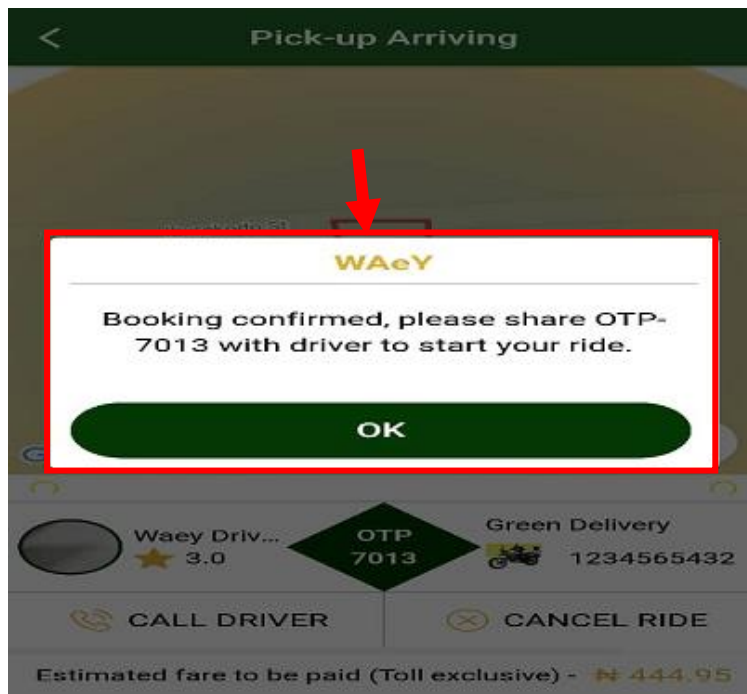 <
Pick-up Arriving
WAeY
Booking confirmed, please share OTP-
7013 with driver to start your ride.
OK
G
Waey Driv...
3.0
OTP
7013
Green Delivery
1234565432
CALL DRIVER
CANCEL RIDE
Estimated fare to be paid (Toll exclusive) - ₦ 444.95